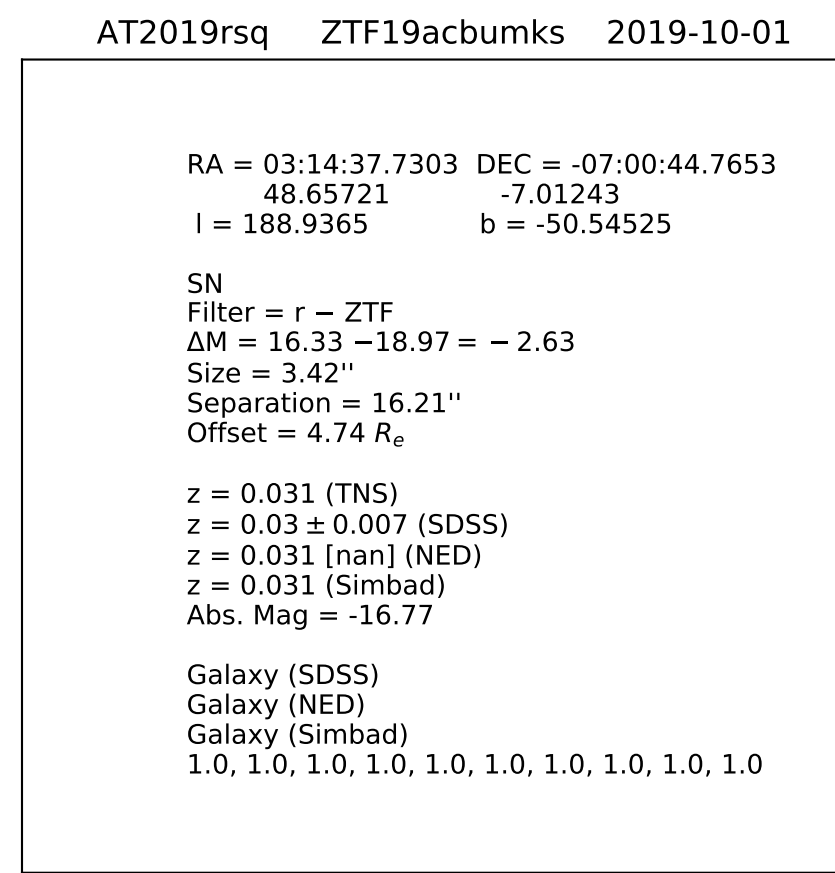 AT2019rsq ZTF19acbumks 2019-10-01
RA = 03:14:37.7303 DEC = -07:00:44.7653
48.65721 -7.01243
l = 188.9365 b = -50.54525
SN
Filter = r − ZTF
ΔM = 16.33 −18.97 = − 2.63
Size = 3.42''
Separation = 16.21''
Offset = 4.74 Rₑ
z = 0.031 (TNS)
z = 0.03 ± 0.007 (SDSS)
z = 0.031 [nan] (NED)
z = 0.031 (Simbad)
Abs. Mag = -16.77
Galaxy (SDSS)
Galaxy (NED)
Galaxy (Simbad)
1.0, 1.0, 1.0, 1.0, 1.0, 1.0, 1.0, 1.0, 1.0, 1.0